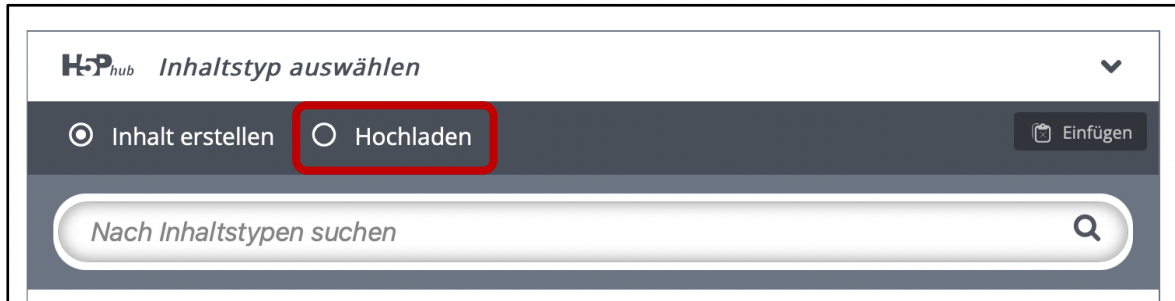 H5P hub Inhaltstyp auswählen
Inhalt erstellen Hochladen Einfügen
Nach Inhaltstypen suchen